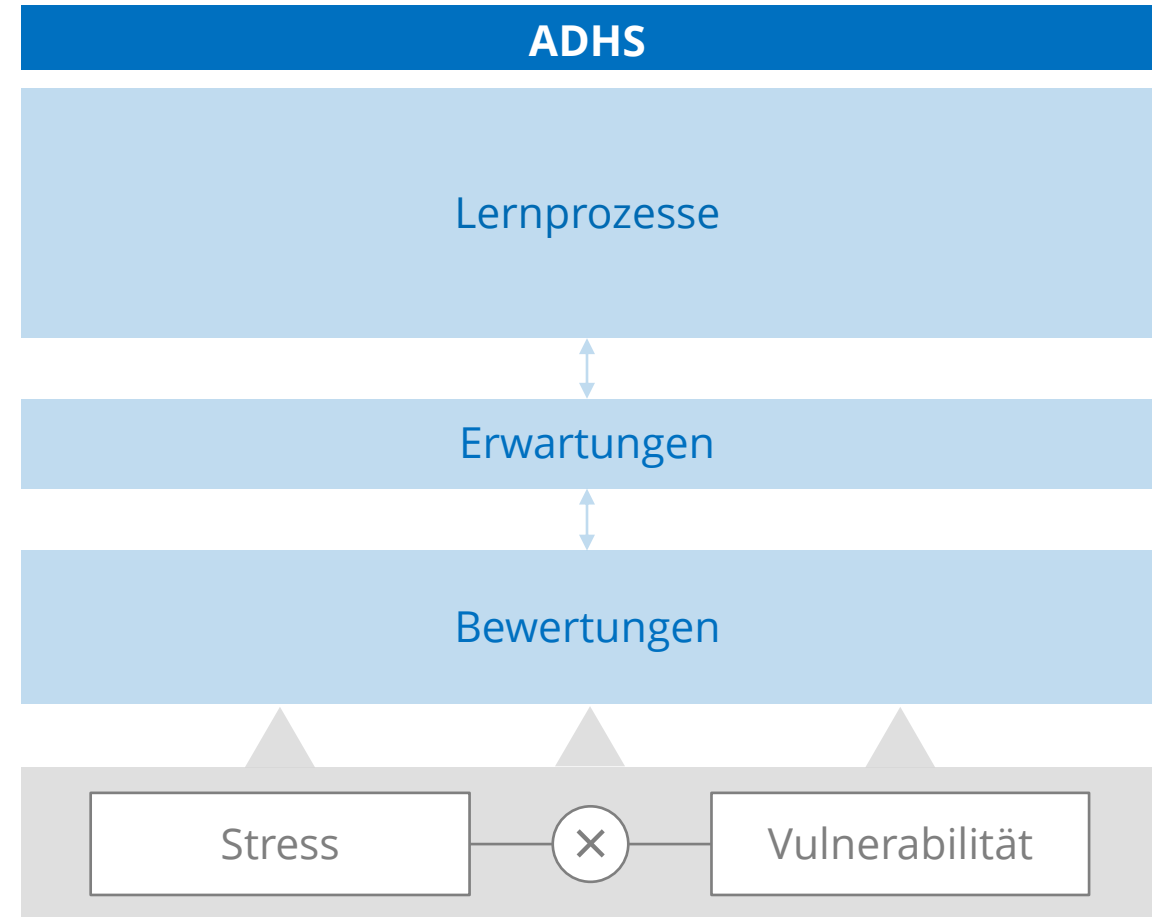 ADHS
Lernprozesse
Erwartungen
Bewertungen
Stress
×
Vulnerabilität